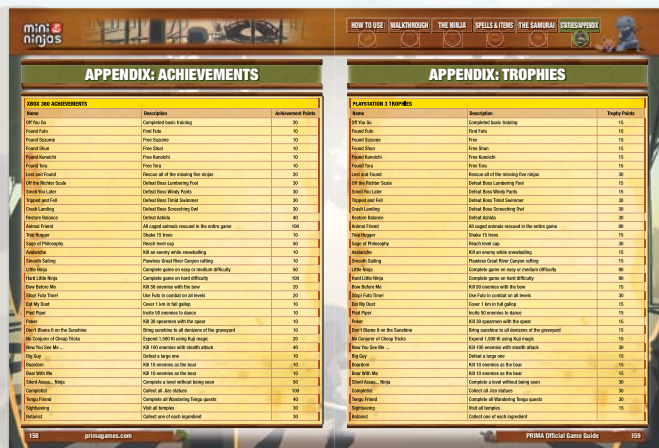 mini ninjas
HOW TO USE WALKTHROUGH THE NINJA SPELLS & ITEMS THE SAMURAI STATUES/APPENDIX
APPENDIX: ACHIEVEMENTS
XBOX 360 ACHIEVEMENTS
Name Description Achievement Points
Off You Go Completed basic training 20
Found Futo Find Futo 10
Found Suzume Free Suzume 10
Found Shun Free Shun 10
Found Kunoichi Free Kunoichi 10
Found Tora Free Tora 10
Lost and Found Rescue all of the missing five ninjas 20
Off the Richter Scale Defeat Boss Lumbering Fool 30
Smell You Later Defeat Boss Windy Pants 30
Tripped and Fell Defeat Boss Timid Swimmer 30
Crash Landing Defeat Boss Screeching Owl 30
Restore Balance Defeat Ashida 40
Animal Friend All caged animals rescued in the entire game 100
Tree Hugger Shake 15 trees 10
Sage of Philosophy Reach level cap 50
Avalanche Kill an enemy while snowballing 10
Smooth Sailing Flawless Great River Canyon rafting 10
Little Ninja Complete game on easy or medium difficulty 50
Hard Little Ninja Complete game on hard difficulty 100
Bow Before Me Kill 50 enemies with the bow 20
Stop! Futo Time! Use Futo in combat on all levels 20
Eat My Dust Cover 1 km in full gallop 10
Pied Piper Incite 50 enemies to dance 10
Poker Kill 30 spearmen with the spear 10
Don't Blame It on the Sunshine Bring sunshine to all denizens of the graveyard 10
No Conjurer of Cheap Tricks Expend 1,500 Ki using Kuji magic 20
Now You See Me ... Kill 100 enemies with stealth attack 40
Big Guy Defeat a large one 10
Boardom Kill 10 enemies as the boar 10
Bear With Me Kill 10 enemies as the bear 10
Silent Assas... Ninja Complete a level without being seen 50
Completist Collect all Jizo statues 100
Tengu Friend Complete all Wandering Tengu quests 40
Sightseeing Visit all temples 30
Botanist Collect one of each ingredient 30
158 primagames.com
APPENDIX: TROPHIES
PLAYSTATION 3 TROPHIES
Name Description Trophy Points
Off You Go Completed basic training 15
Found Futo Find Futo 15
Found Suzume Free 15
Found Shun Free Shun 15
Found Kunoichi Free Kunoichi 15
Found Tora Free Tora 15
Lost and Found Rescue all of the missing five ninjas 30
Off the Richter Scale Defeat Boss Lumbering Fool 15
Smell You Later Defeat Boss Windy Pants 15
Tripped and Fell Defeat Boss Timid Swimmer 30
Crash Landing Defeat Boss Screeching Owl 30
Restore Balance Defeat Ashida 30
Animal Friend All caged animals rescued in the entire game 90
Tree Hugger Shake 15 trees 15
Sage of Philosophy Reach level cap 30
Avalanche Kill an enemy while snowballing 15
Smooth Sailing Flawless Great River Canyon rafting 15
Little Ninja Complete game on easy or medium difficulty 90
Hard Little Ninja Complete game on hard difficulty 90
Bow Before Me Kill 50 enemies with the bow 15
Stop! Futo Time! Use Futo in combat on all levels 30
Eat My Dust Cover 1 km in full gallop 15
Pied Piper Incite 50 enemies to dance 15
Poker Kill 30 enemies with the spear 15
Don't Blame It on the Sunshine Bring sunshine to all denizens of the graveyard 15
No Conjurer of Cheap Tricks Expend 1,500 Ki using Kuji magic 15
Now You See Me ... Kill 100 enemies with stealth attack 30
Big Guy Defeat a large one 15
Boardom Kill 10 enemies as the boar 15
Bear With Me Kill 10 enemies as the bear 15
Silent Assas... Ninja Complete a level without being seen 30
Completist Collect all Jizo statues 30
Tengu Friend Complete all Wandering Tengu quests 30
Sightseeing Visit all temples 15
Botanist Collect one of each ingredient
PRIMA Official Game Guide 159